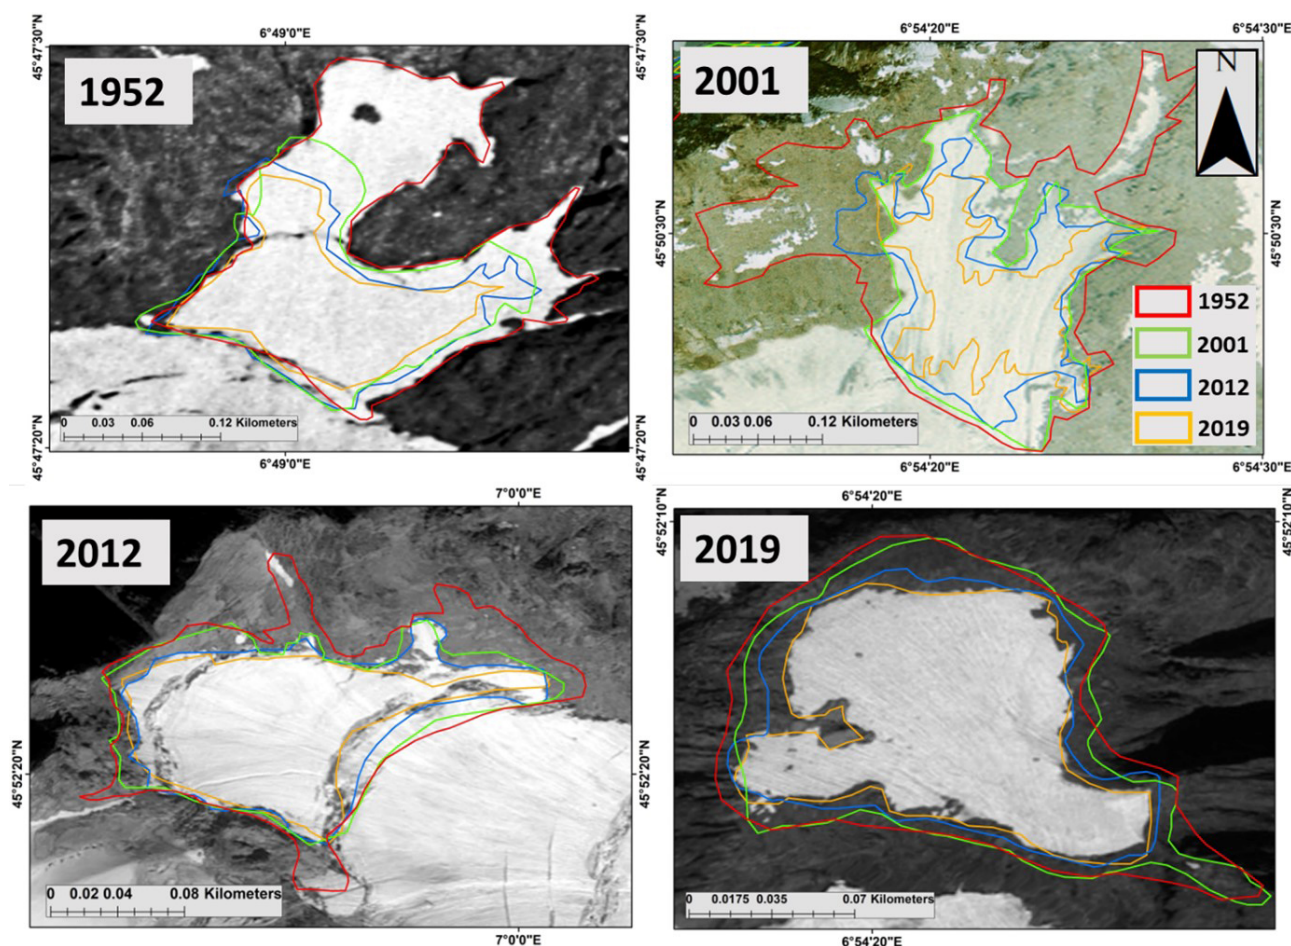 6°49'0"E
45°47'30"N
45°47'30"N
1952
0 0.03 0.06 0.12 Kilometers
45°47'20"N
45°47'20"N
6°49'0"E
6°54'20"E
6°54'30"E
2001
N
45°50'30"N
45°50'30"N
1952
2001
2012
2019
0 0.03 0.06 0.12 Kilometers
6°54'20"E
6°54'30"E
7°0'0"E
2012
45°52'20"N
45°52'20"N
0 0.02 0.04 0.08 Kilometers
7°0'0"E
6°54'20"E
45°52'10"N
45°52'10"N
2019
0 0.0175 0.035 0.07 Kilometers
6°54'20"E